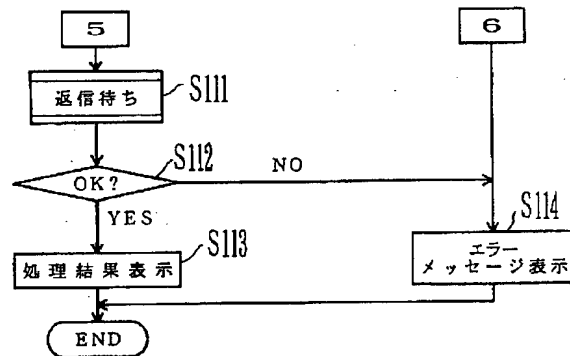 5
6
返信待ち
S111
S112
OK?
NO
YES
S114
S113
処理結果表示
エラー
メッセージ表示
END